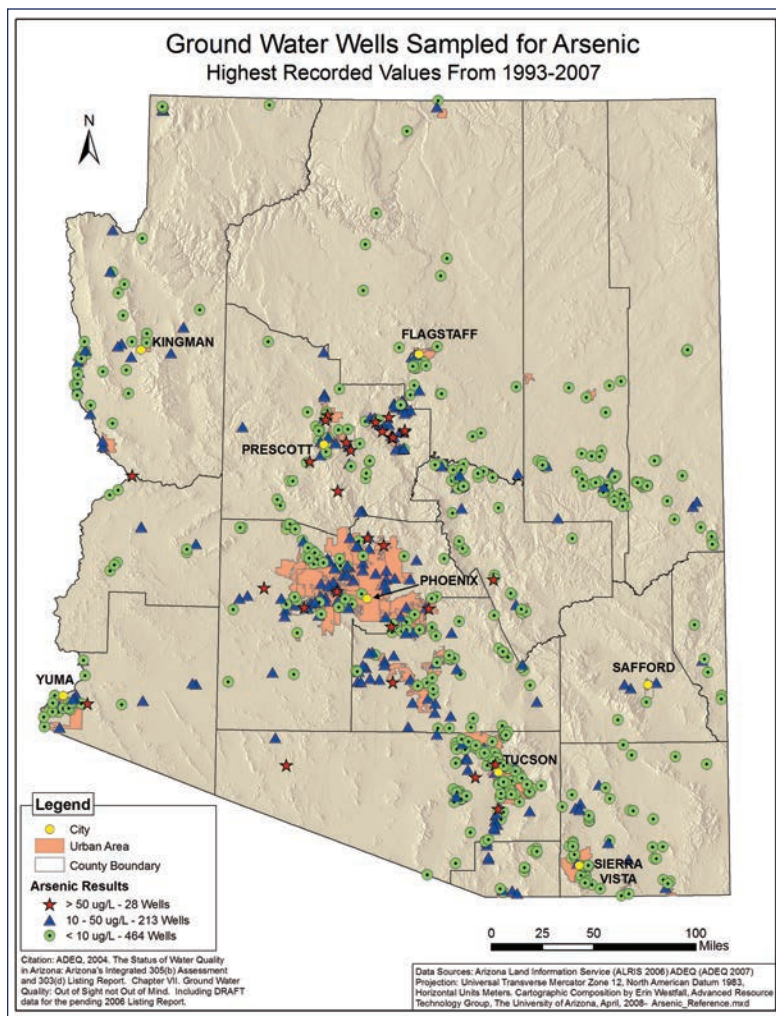 Ground Water Wells Sampled for Arsenic
Highest Recorded Values From 1993-2007
N
KINGMAN
FLAGSTAFF
PRESCOTT
PHOENIX
SAFFORD
YUMA
TUCSON
SIERRA
VISTA
Legend
City
Urban Area
County Boundary
Arsenic Results
> 50 ug/L - 28 Wells
10 - 50 ug/L - 213 Wells
< 10 ug/L - 464 Wells
0 25 50 100
Miles
Citation: ADEQ, 2004. The Status of Water Quality
in Arizona: Arizona's Integrated 305(b) Assessment
and 303(d) Listing Report. Chapter VII. Ground Water
Quality: Out of Sight not Out of Mind. Including DRAFT
data for the pending 2006 Listing Report.
Data Sources: Arizona Land Information Service (ALRIS 2006) ADEQ (ADEQ 2007)
Projection: Universal Transverse Mercator Zone 12, North American Datum 1983,
Horizontal Units Meters. Cartographic Composition by Erin Westfall, Advanced Resource
Technology Group, The University of Arizona, April, 2008- Arsenic_Reference.mxd